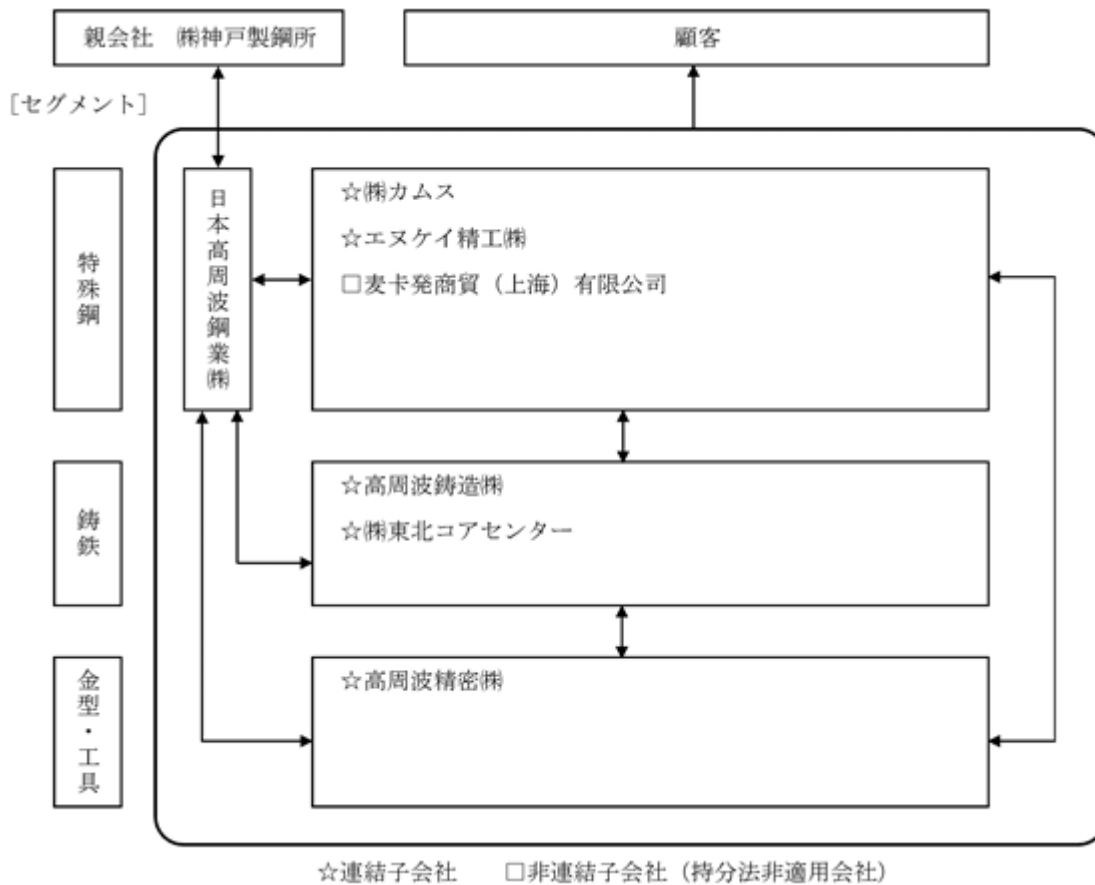 親会社　㈱神戸製鋼所
顧客
［セグメント］
特殊鋼
日本高周波鋼業㈱
☆㈱カムス
☆エヌケイ精工㈱
□麦卡発商貿（上海）有限公司
鋳鉄
☆高周波鋳造㈱
☆㈱東北コアセンター
金型・工具
☆高周波精密㈱
☆連結子会社　□非連結子会社（持分法非適用会社）